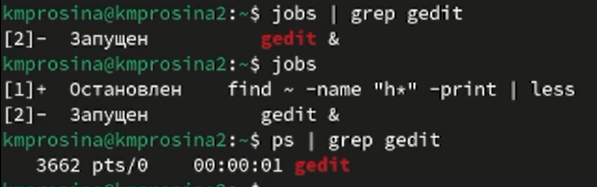 kmprosina@kmprosina2:~$ jobs | grep gedit
[2]-  Запущен          gedit &
kmprosina@kmprosina2:~$ jobs
[1]+  Остановлен    find ~ -name "h*" -print | less
[2]-  Запущен          gedit &
kmprosina@kmprosina2:~$ ps | grep gedit
   3662 pts/0    00:00:01 gedit